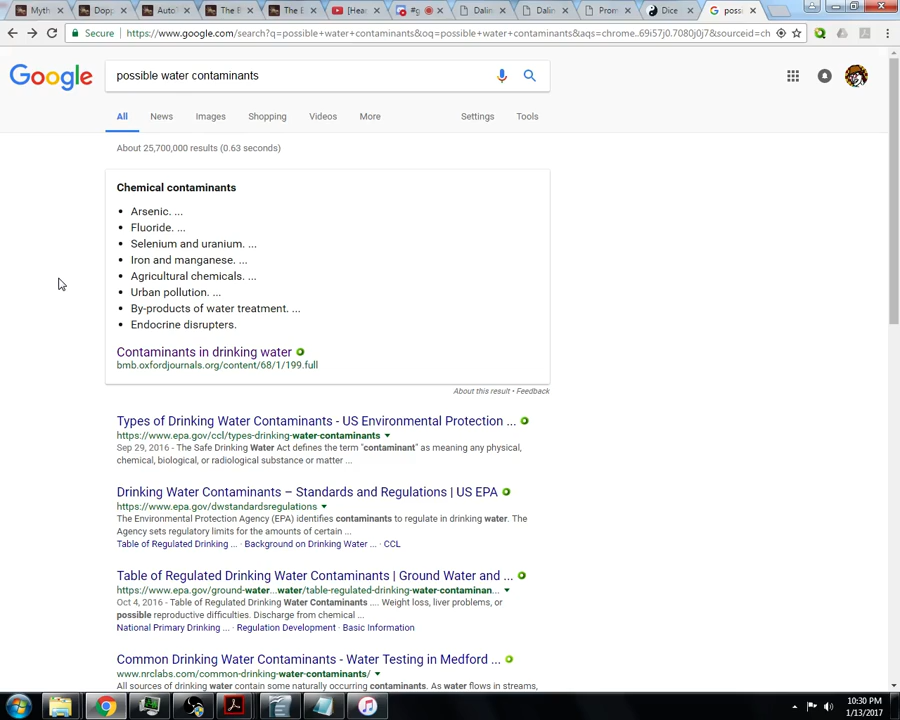 Myth
Dopp
Auto
The B
The E
[Hear
#g
Dalin
Dalin
Prom
Dice
possi
Secure https://www.google.com/search?q=possible+water+contaminants&oq=possible+water+contaminants&aqs=chrome..69i57j0.7080j0j7&sourceid=ch
Google
possible water contaminants
All News Images Shopping Videos More Settings Tools
About 25,700,000 results (0.63 seconds)
Chemical contaminants
• Arsenic. ...
• Fluoride. ...
• Selenium and uranium. ...
• Iron and manganese. ...
• Agricultural chemicals. ...
• Urban pollution. ...
• By-products of water treatment. ...
• Endocrine disrupters.
Contaminants in drinking water
bmb.oxfordjournals.org/content/68/1/199.full
About this result • Feedback
Types of Drinking Water Contaminants - US Environmental Protection ...
https://www.epa.gov/ccl/types-drinking-water-contaminants
Sep 29, 2016 - The Safe Drinking Water Act defines the term "contaminant" as meaning any physical,
chemical, biological, or radiological substance or matter ...
Drinking Water Contaminants – Standards and Regulations | US EPA
https://www.epa.gov/dwstandardsregulations
The Environmental Protection Agency (EPA) identifies contaminants to regulate in drinking water. The
Agency sets regulatory limits for the amounts of certain ...
Table of Regulated Drinking ... · Background on Drinking Water ... · CCL
Table of Regulated Drinking Water Contaminants | Ground Water and ...
https://www.epa.gov/ground-water...water/table-regulated-drinking-water-contaminan...
Oct 4, 2016 - Table of Regulated Drinking Water Contaminants .... Weight loss, liver problems, or
possible reproductive difficulties. Discharge from chemical ...
National Primary Drinking ... · Regulation Development · Basic Information
Common Drinking Water Contaminants - Water Testing in Medford ...
www.nrclabs.com/common-drinking-water-contaminants/
All sources of drinking water contain some naturally occurring contaminants. As water flows in streams,
10:30 PM
1/13/2017